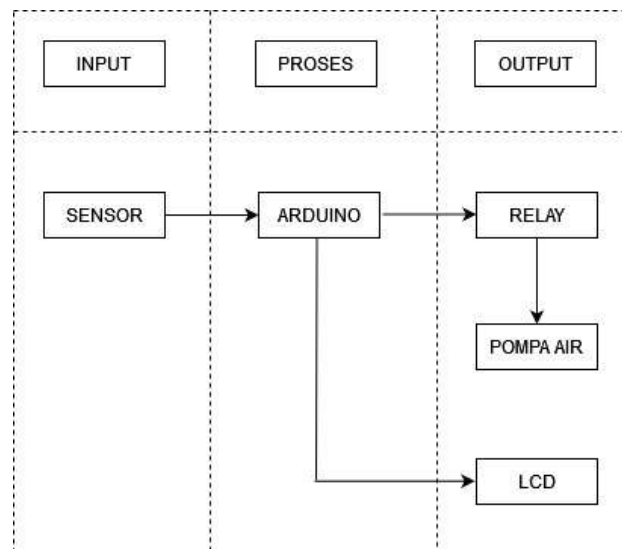 INPUT
PROSES
OUTPUT
SENSOR
ARDUINO
RELAY
POMPA AIR
LCD